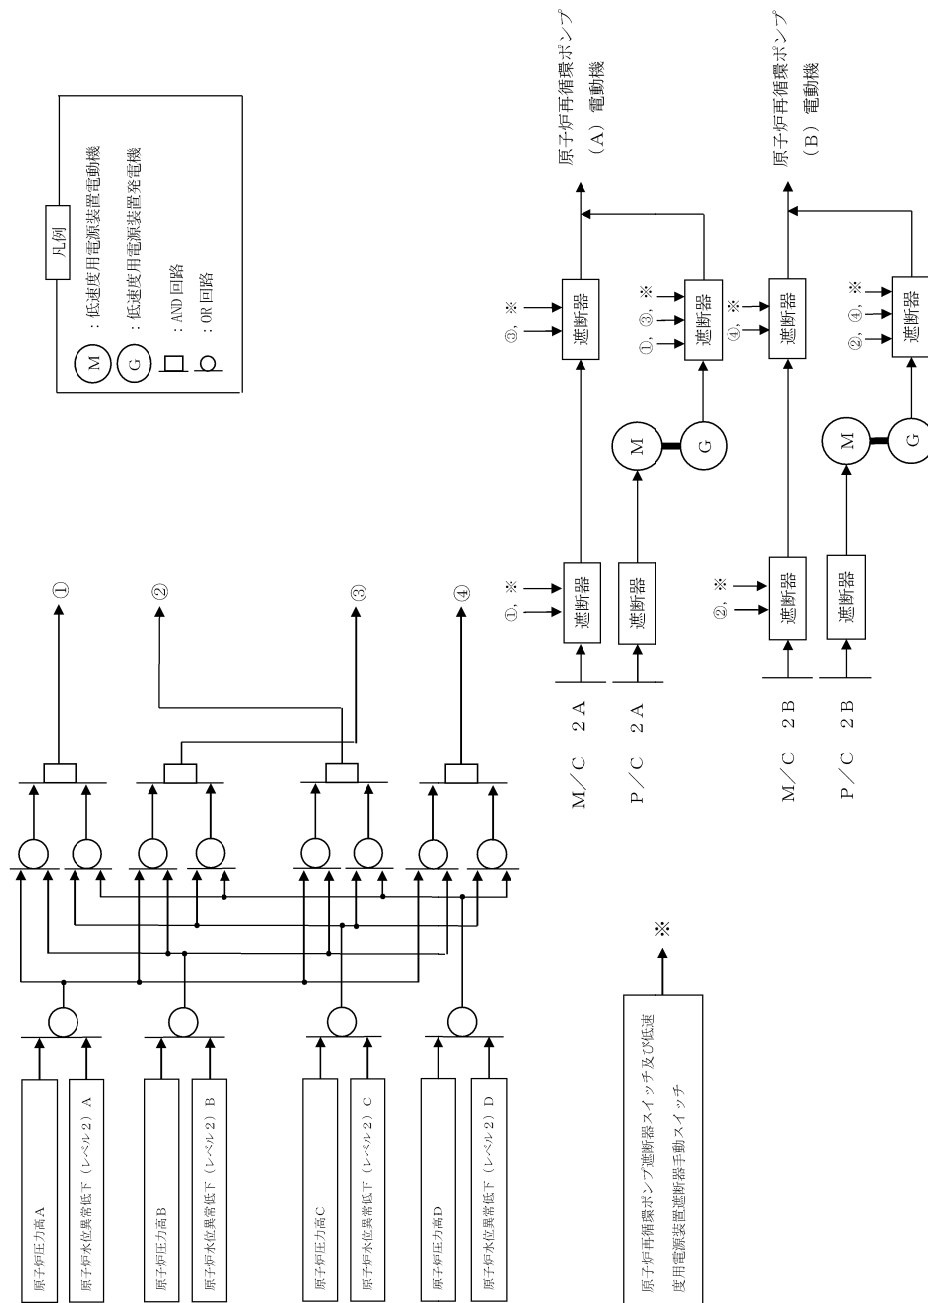 原子炉圧力高A
原子炉水位異常低下（レベル2）A
原子炉圧力高B
原子炉水位異常低下（レベル2）B
原子炉圧力高C
原子炉水位異常低下（レベル2）C
原子炉圧力高D
原子炉水位異常低下（レベル2）D
①
②
③
④
原子炉再循環ポンプ遮断器スイッチ及び低速
度用電源装置遮断器手動スイッチ
※
凡例
M
：低速度用電源装置電動機
G
：低速度用電源装置発電機
：AND 回路
：OR 回路
M／C 2A
①, ※
遮断器
③, ※
遮断器
原子炉再循環ポンプ
（A）電動機
P／C 2A
遮断器
M
G
①, ③, ※
遮断器
M／C 2B
②, ※
遮断器
④, ※
遮断器
原子炉再循環ポンプ
（B）電動機
P／C 2B
遮断器
M
G
②, ④, ※
遮断器